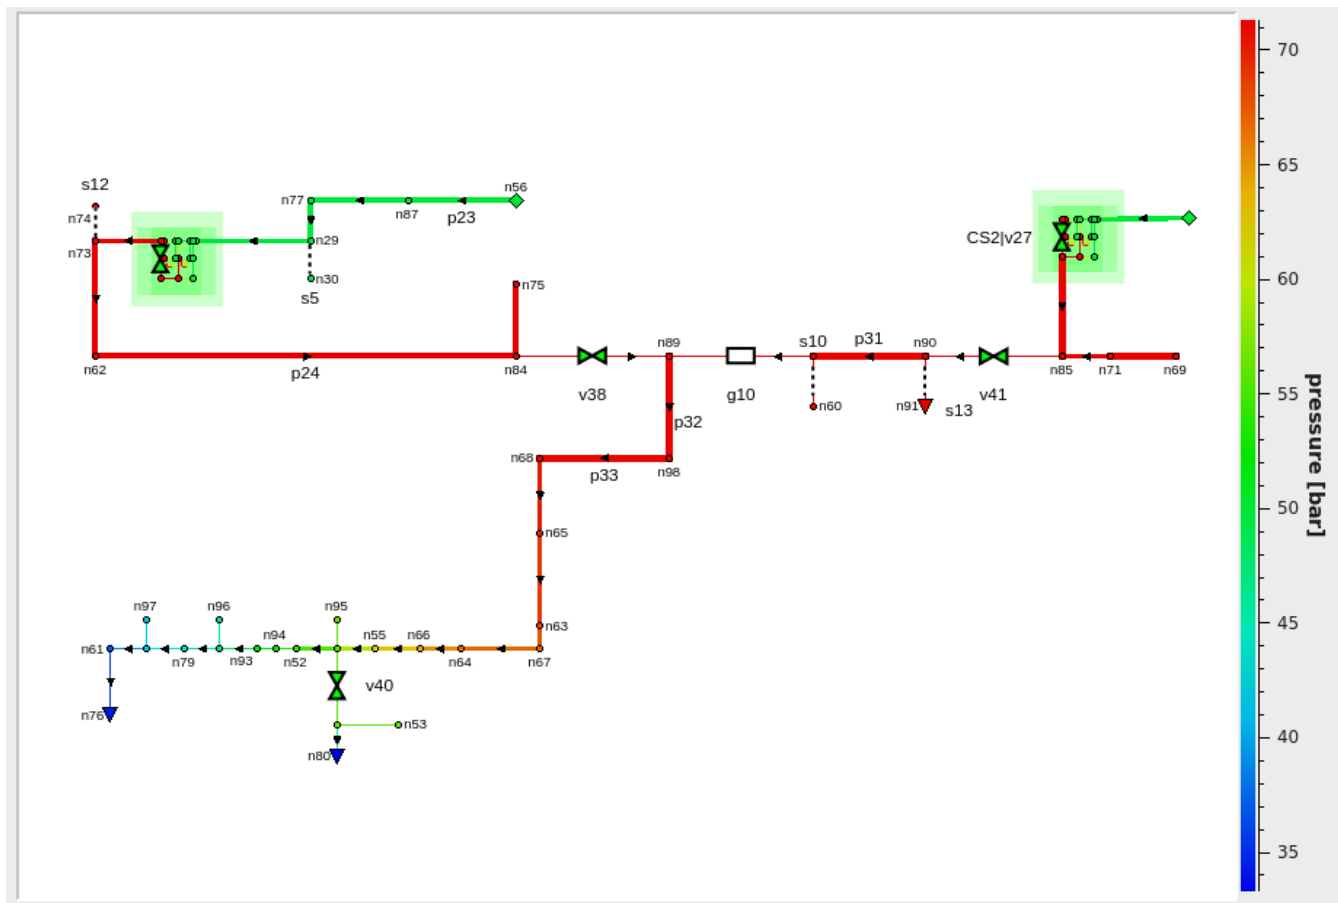 70
65
60
55
50
45
40
35
pressure [bar]
s12
n74
n73
n77
n87
p23
n56
n29
n30
s5
n75
n62
p24
n84
v38
n89
g10
s10
p31
n90
n60
n91
s13
v41
n85
n71
n69
CS2|v27
p32
n68
p33
n98
n65
n63
n67
n97
n96
n95
n94
n55
n66
n61
n79
n93
n52
n64
n76
v40
n53
n80